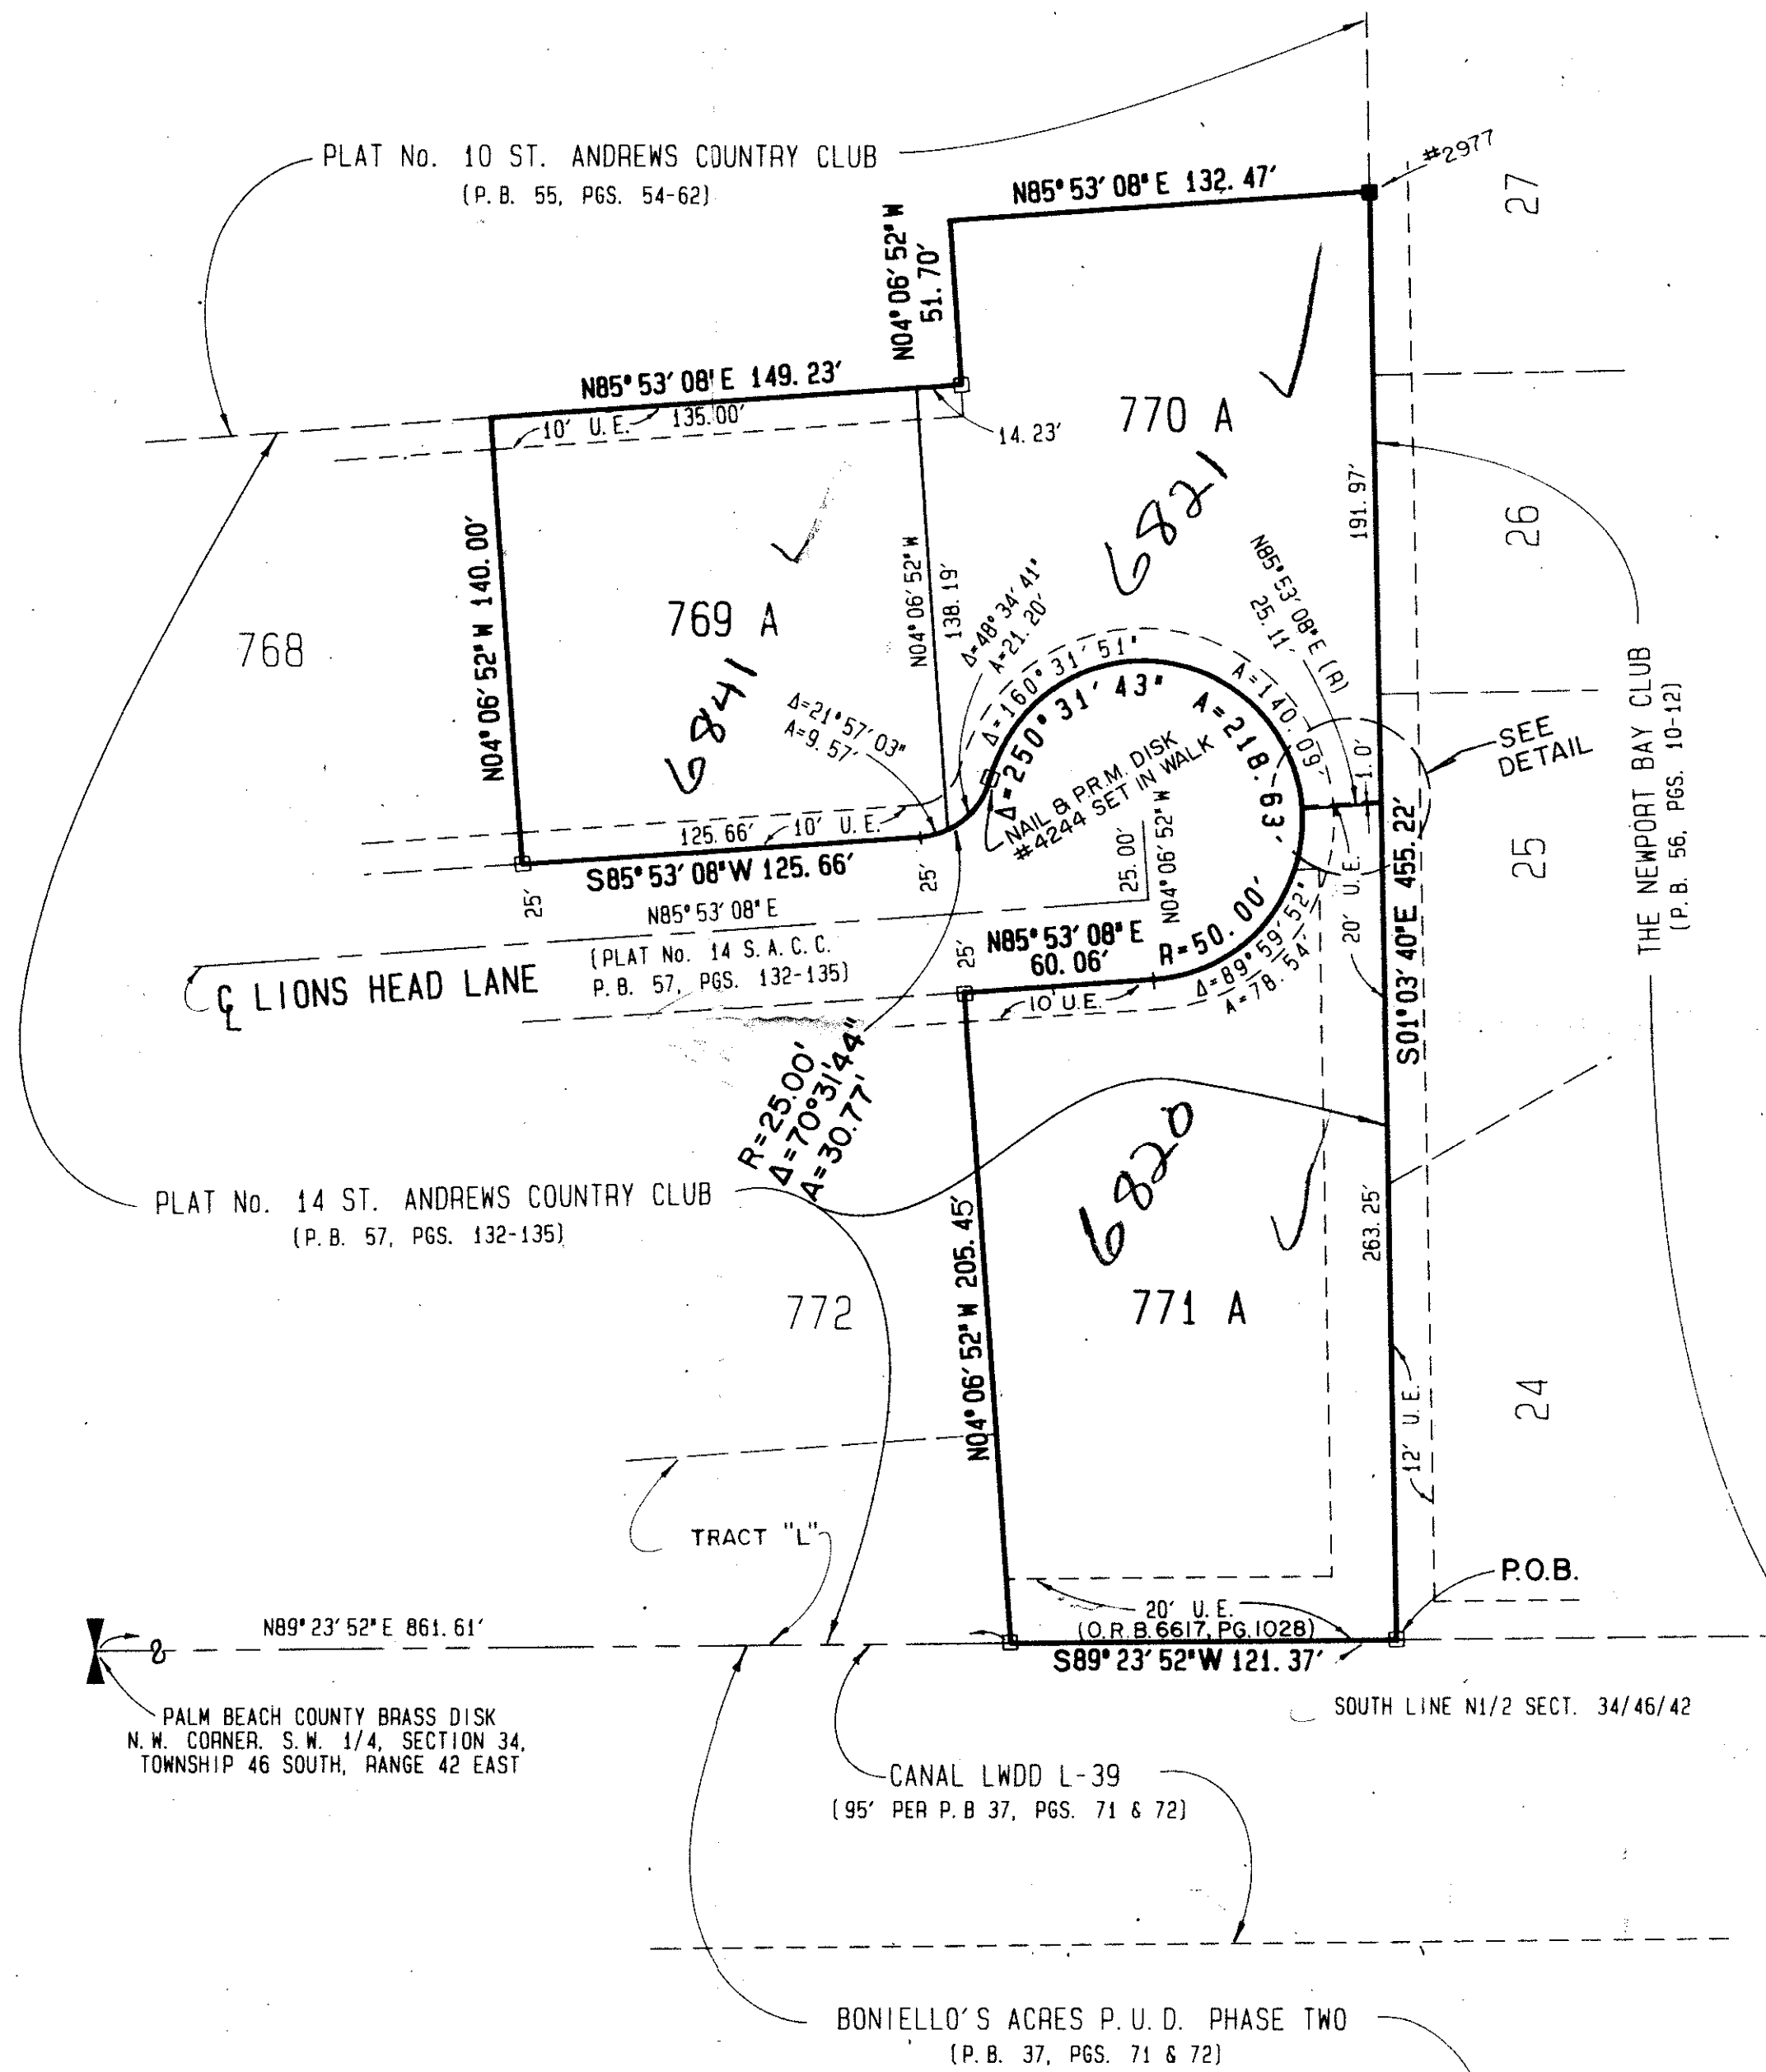 PLAT No. 10 ST. ANDREWS COUNTRY CLUB
(P.B. 55, PGS. 54-62)
#2977
N85°53'08"E 132.47'
27
N04°06'52"W
51.70'
N85°53'08"E 149.23'
10' U.E.
135.00'
14.23'
770 A
6821
191.97'
26
N04°06'52"W 140.00'
768
769 A
6841
N04°06'52"W
138.19'
Δ=48°34'41"
A=21.20'
Δ=21°57'03"
A=9.57'
Δ=160°31'51"
A=140.09'
N85°53'08"E (R)
25.11'
Δ=250°31'43" A=218.63'
NAIL & P.R.M. DISK
#4244 SET IN WALK
1.0'
SEE
DETAIL
THE NEWPORT BAY CLUB
(P.B. 56, PGS. 10-12)
125.66'
10' U.E.
S85°53'08"W 125.66'
25'
25'
25.00'
N04°06'52"W
20' U.E.
S01°03'40"E 455.22'
25
N85°53'08"E
(PLAT No. 14 S.A.C.C.
P.B. 57, PGS. 132-135)
℄ LIONS HEAD LANE
25'
N85°53'08"E
60.06'
R=50.00'
Δ=89°59'52"
A=78.54'
10' U.E.
R=25.00'
Δ=70°31'44"
A=30.77'
PLAT No. 14 ST. ANDREWS COUNTRY CLUB
(P.B. 57, PGS. 132-135)
6820
263.25'
772
N04°06'52"W 205.45'
771 A
24
12' U.E.
TRACT "L"
P.O.B.
N89°23'52"E 861.61'
20' U.E.
(O.R.B. 6617, PG. 1028)
S89°23'52"W 121.37'
SOUTH LINE N1/2 SECT. 34/46/42
PALM BEACH COUNTY BRASS DISK
N.W. CORNER. S.W. 1/4, SECTION 34,
TOWNSHIP 46 SOUTH, RANGE 42 EAST
CANAL LWDD L-39
(95' PER P.B 37, PGS. 71 & 72)
BONIELLO'S ACRES P.U.D. PHASE TWO
(P.B. 37, PGS. 71 & 72)